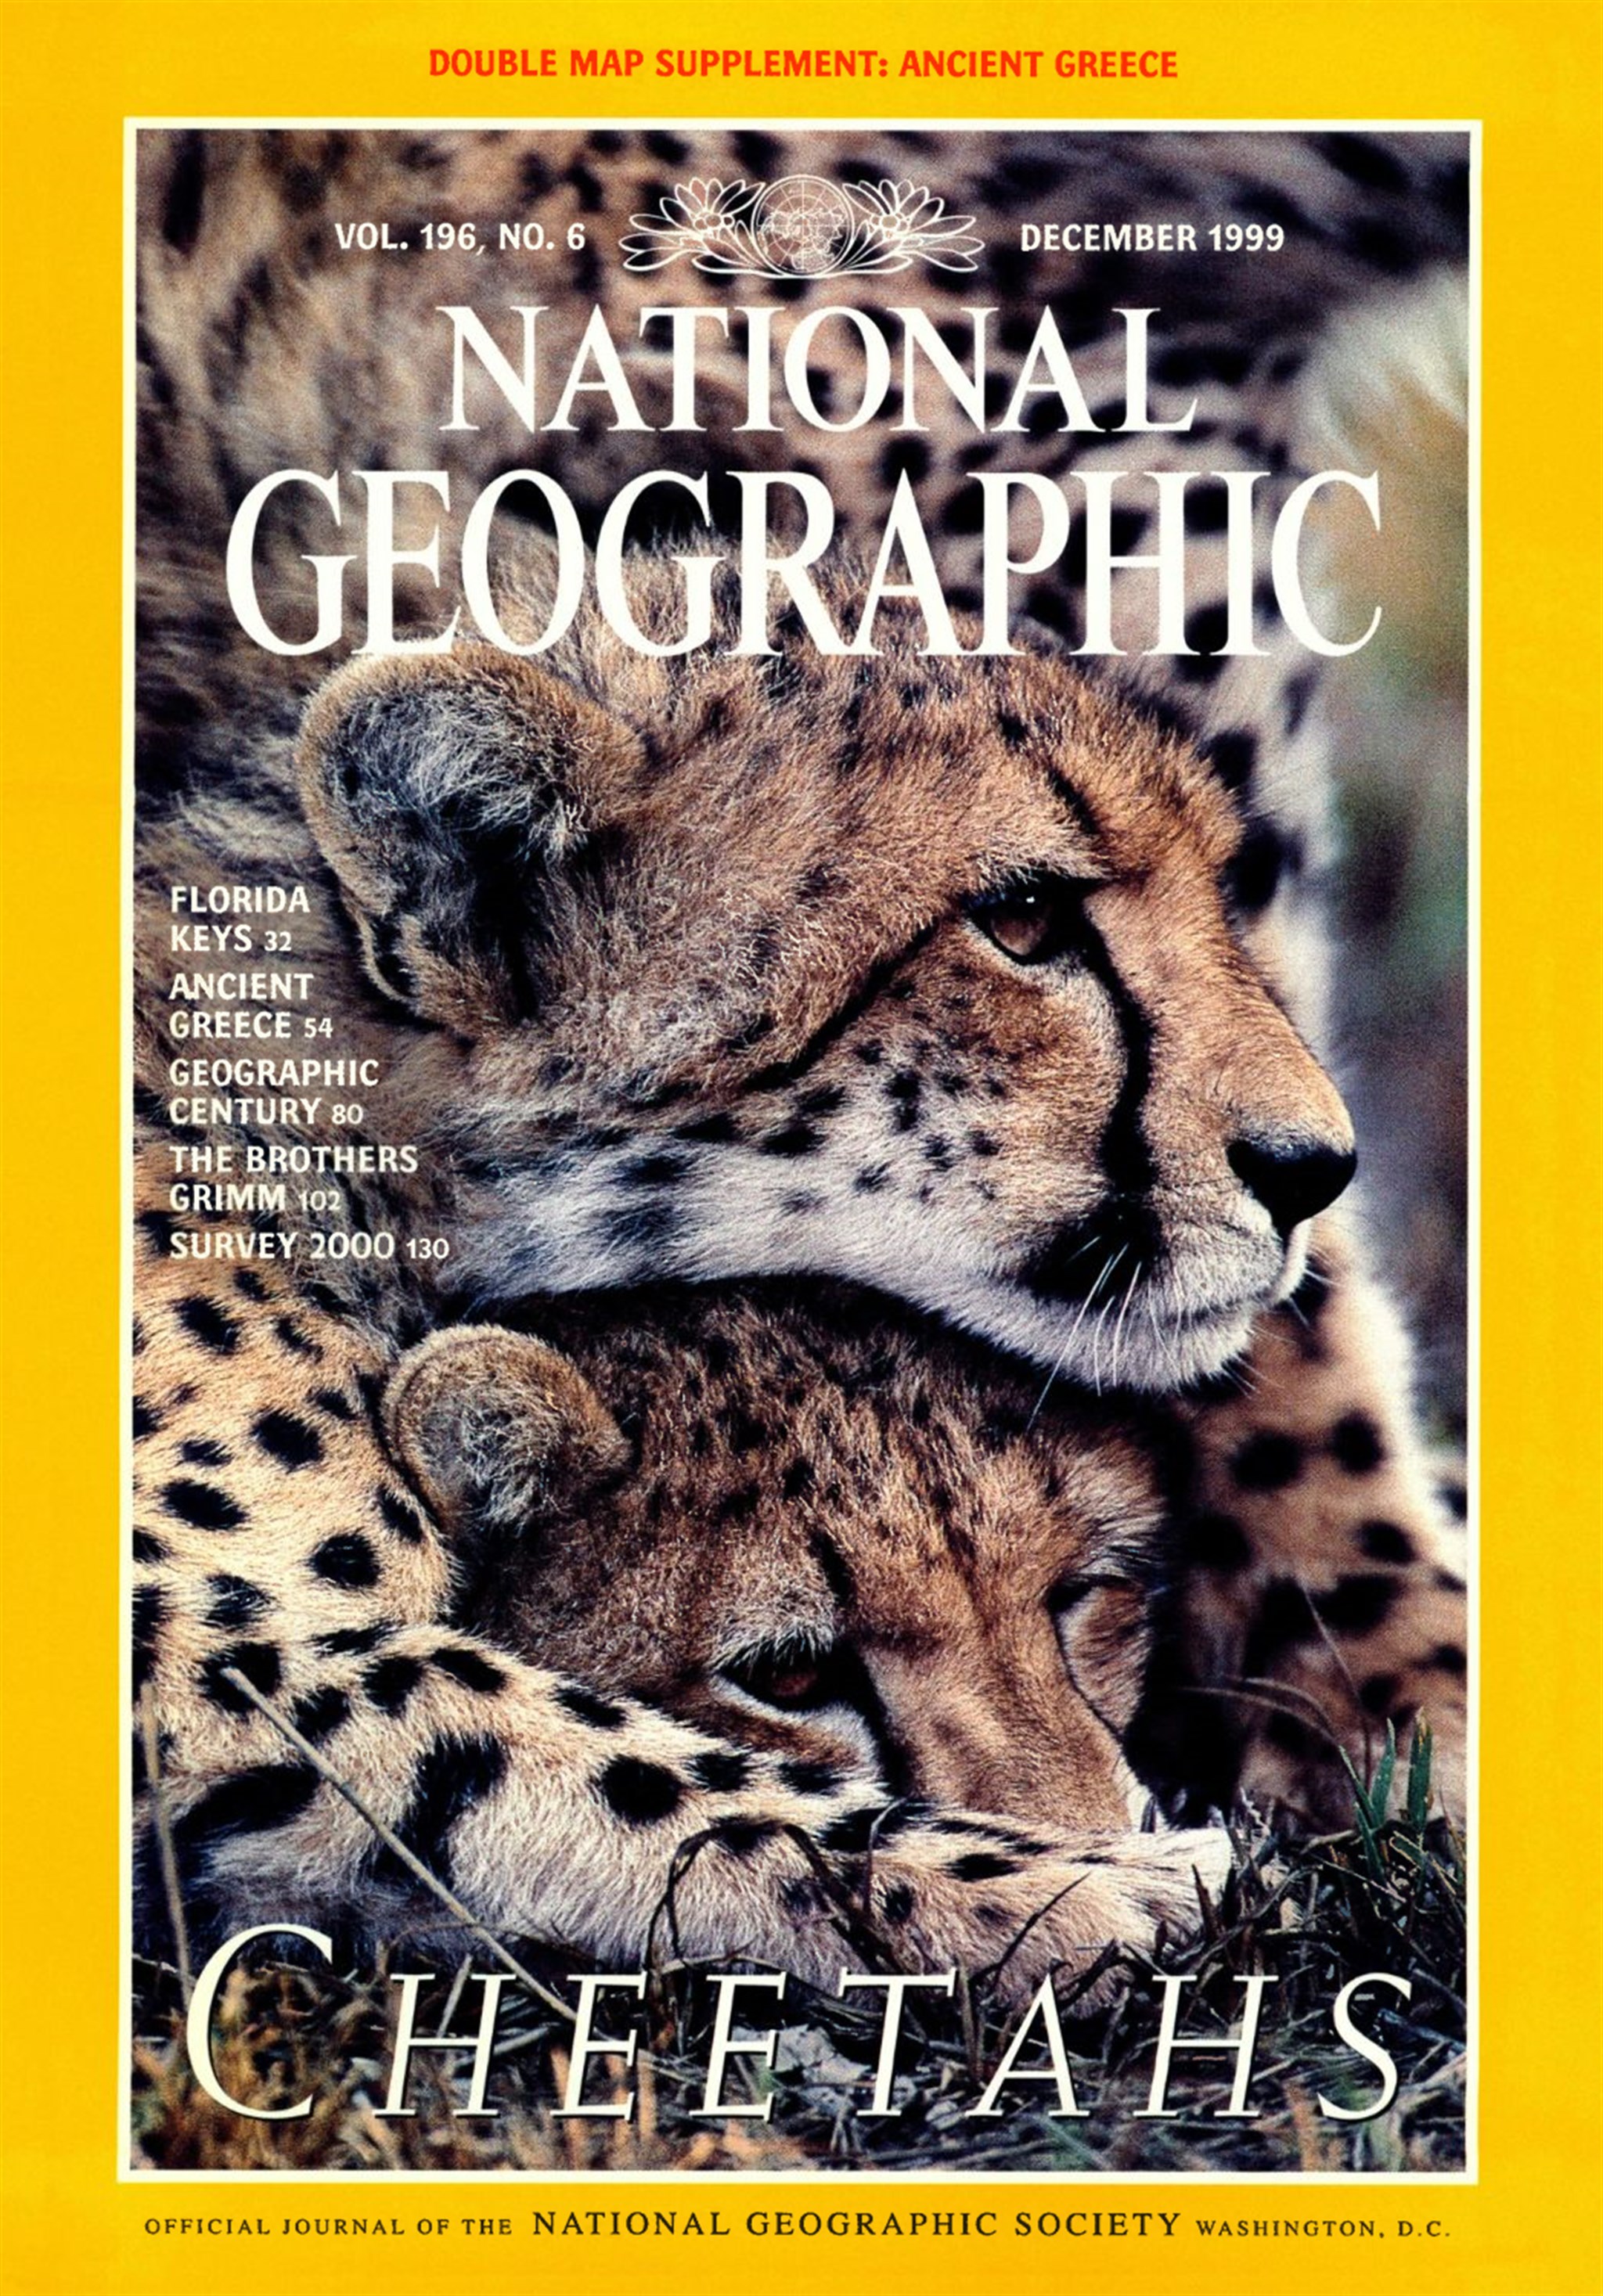 DOUBLE MAP SUPPLEMENT: ANCIENT GREECE
VOL. 196, NO. 6
DECEMBER 1999
NATIONAL
GEOGRAPHIC
FLORIDA
KEYS 32
ANCIENT
GREECE 54
GEOGRAPHIC
CENTURY 80
THE BROTHERS
GRIMM 102
SURVEY 2000 130
CHEETAHS
OFFICIAL JOURNAL OF THE NATIONAL GEOGRAPHIC SOCIETY WASHINGTON, D.C.